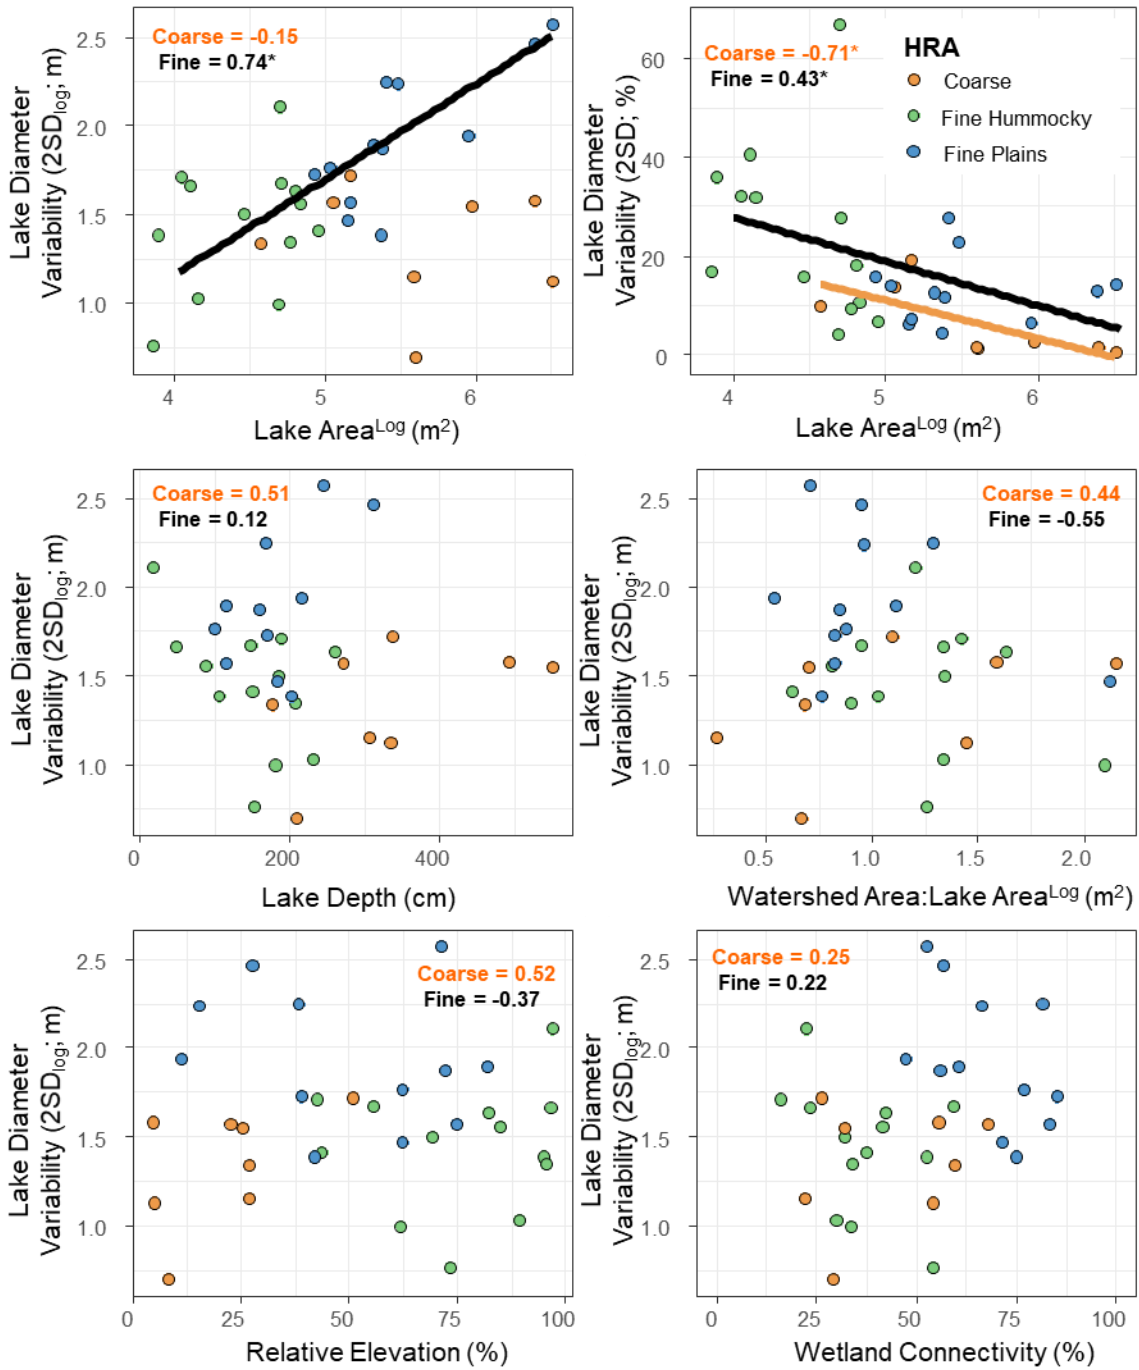 Coarse = -0.15
Fine = 0.74*
Lake Diameter
Variability (2SDlog; m)
2.5
2.0
1.5
1.0
4
5
6
Lake AreaLog (m2)
Coarse = -0.71*
Fine = 0.43*
HRA
Coarse
Fine Hummocky
Fine Plains
Lake Diameter
Variability (2SD; %)
60
40
20
0
4
5
6
Lake AreaLog (m2)
Coarse = 0.51
Fine = 0.12
Lake Diameter
Variability (2SDlog; m)
2.5
2.0
1.5
1.0
0
200
400
Lake Depth (cm)
Coarse = 0.44
Fine = -0.55
Lake Diameter
Variability (2SDlog; m)
2.5
2.0
1.5
1.0
0.5
1.0
1.5
2.0
Watershed Area:Lake AreaLog (m2)
Coarse = 0.52
Fine = -0.37
Lake Diameter
Variability (2SDlog; m)
2.5
2.0
1.5
1.0
0
25
50
75
100
Relative Elevation (%)
Coarse = 0.25
Fine = 0.22
Lake Diameter
Variability (2SDlog; m)
2.5
2.0
1.5
1.0
0
25
50
75
100
Wetland Connectivity (%)